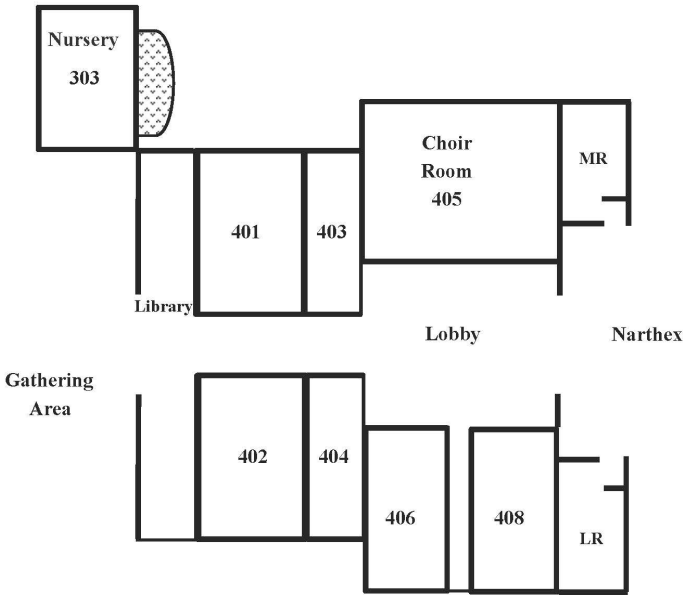 Nursery
303
Choir
Room
405
MR
401
403
Library
Lobby
Narthex
Gathering
Area
402
404
406
408
LR